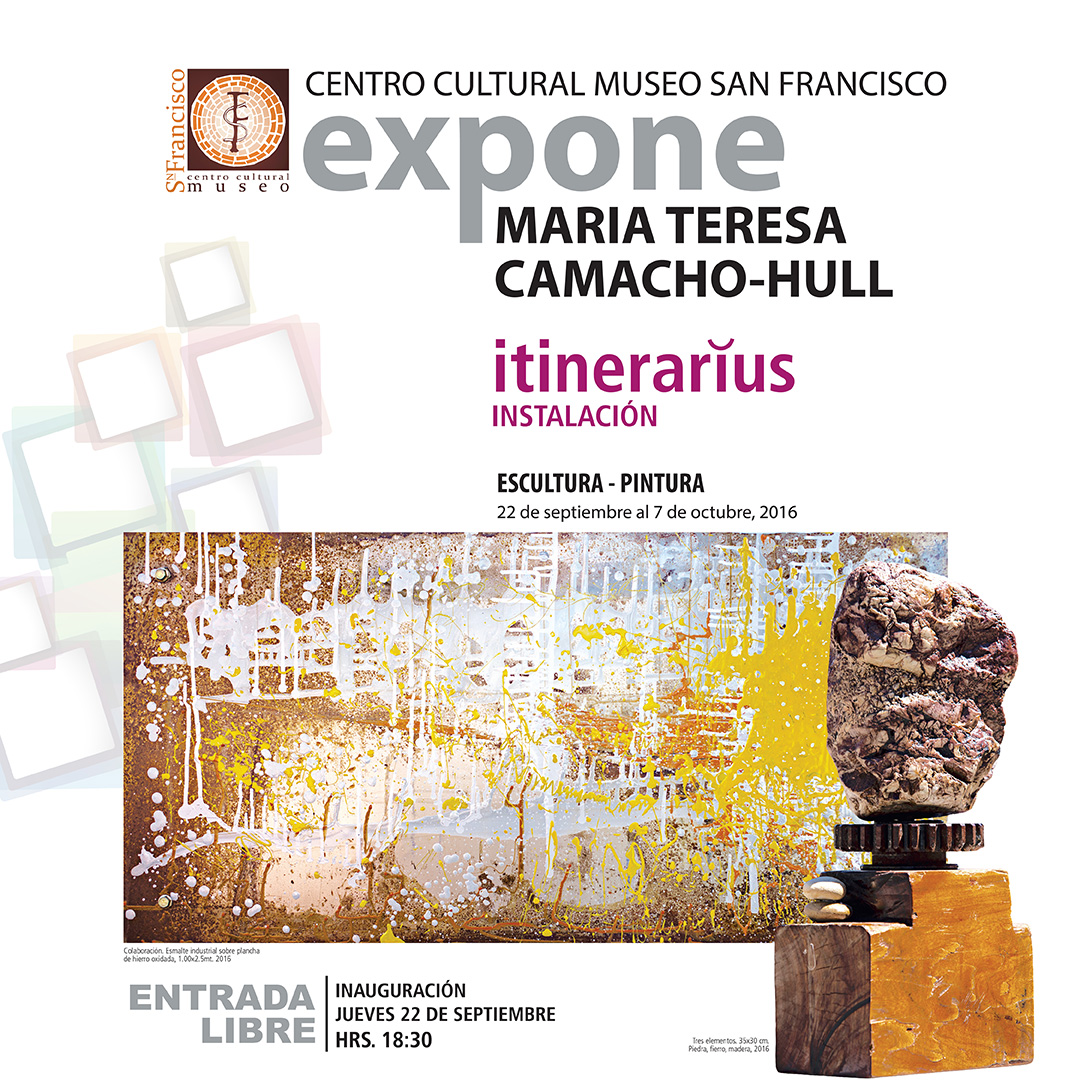 CENTRO CULTURAL MUSEO SAN FRANCISCO
SN Francisco
centro cultural
museo
expone
MARIA TERESA
CAMACHO-HULL
itinerarĭus
INSTALACIÓN
ESCULTURA - PINTURA
22 de septiembre al 7 de octubre, 2016
Colaboración. Esmalte industrial sobre plancha
de hierro oxidada, 1.00x2.5mt. 2016
ENTRADA
LIBRE
INAUGURACIÓN
JUEVES 22 DE SEPTIEMBRE
HRS. 18:30
Tres elementos. 35x30 cm.
Piedra, fierro, madera, 2016